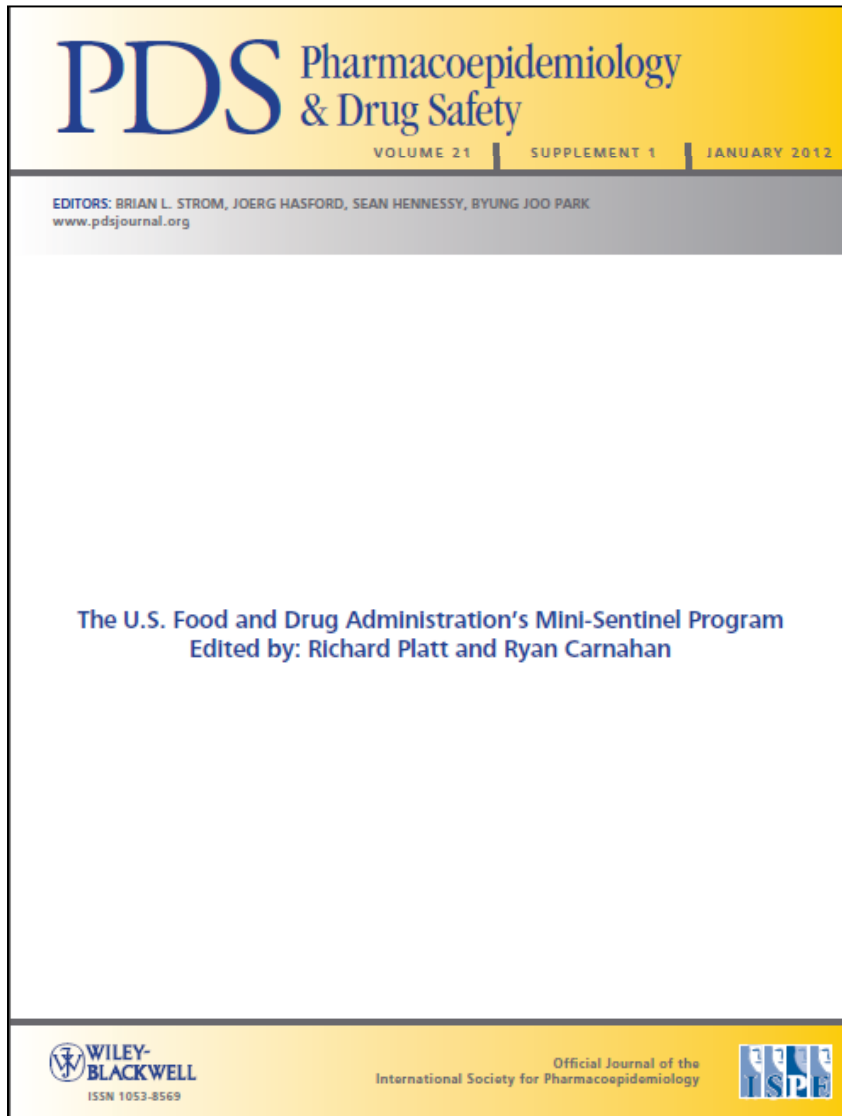 PDS Pharmacoepidemiology
& Drug Safety
VOLUME 21 SUPPLEMENT 1 JANUARY 2012
EDITORS: BRIAN L. STROM, JOERG HASFORD, SEAN HENNESSY, BYUNG JOO PARK
www.pdsjournal.org
The U.S. Food and Drug Administration's Mini-Sentinel Program
Edited by: Richard Platt and Ryan Carnahan
WILEY-
BLACKWELL
ISSN 1053-8569
Official Journal of the
International Society for Pharmacoepidemiology
ISPE